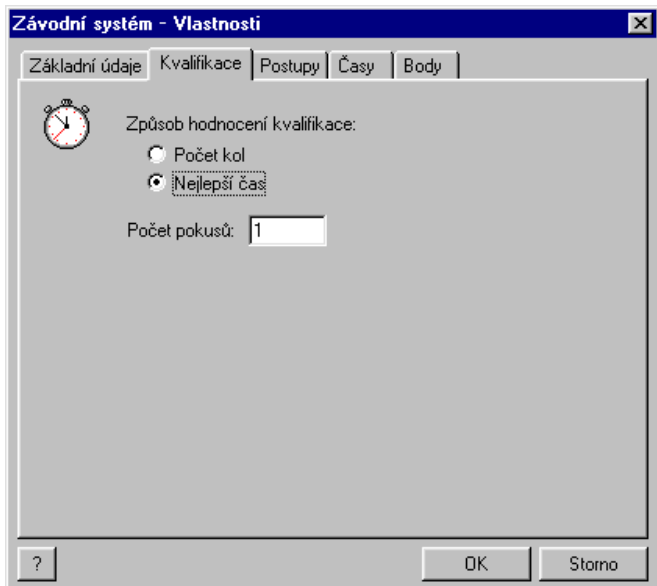 Závodní systém - Vlastnosti
Základní údaje Kvalifikace Postupy Časy Body
Způsob hodnocení kvalifikace:
Počet kol
Nejlepší čas
Počet pokusů: 1
? OK Storno